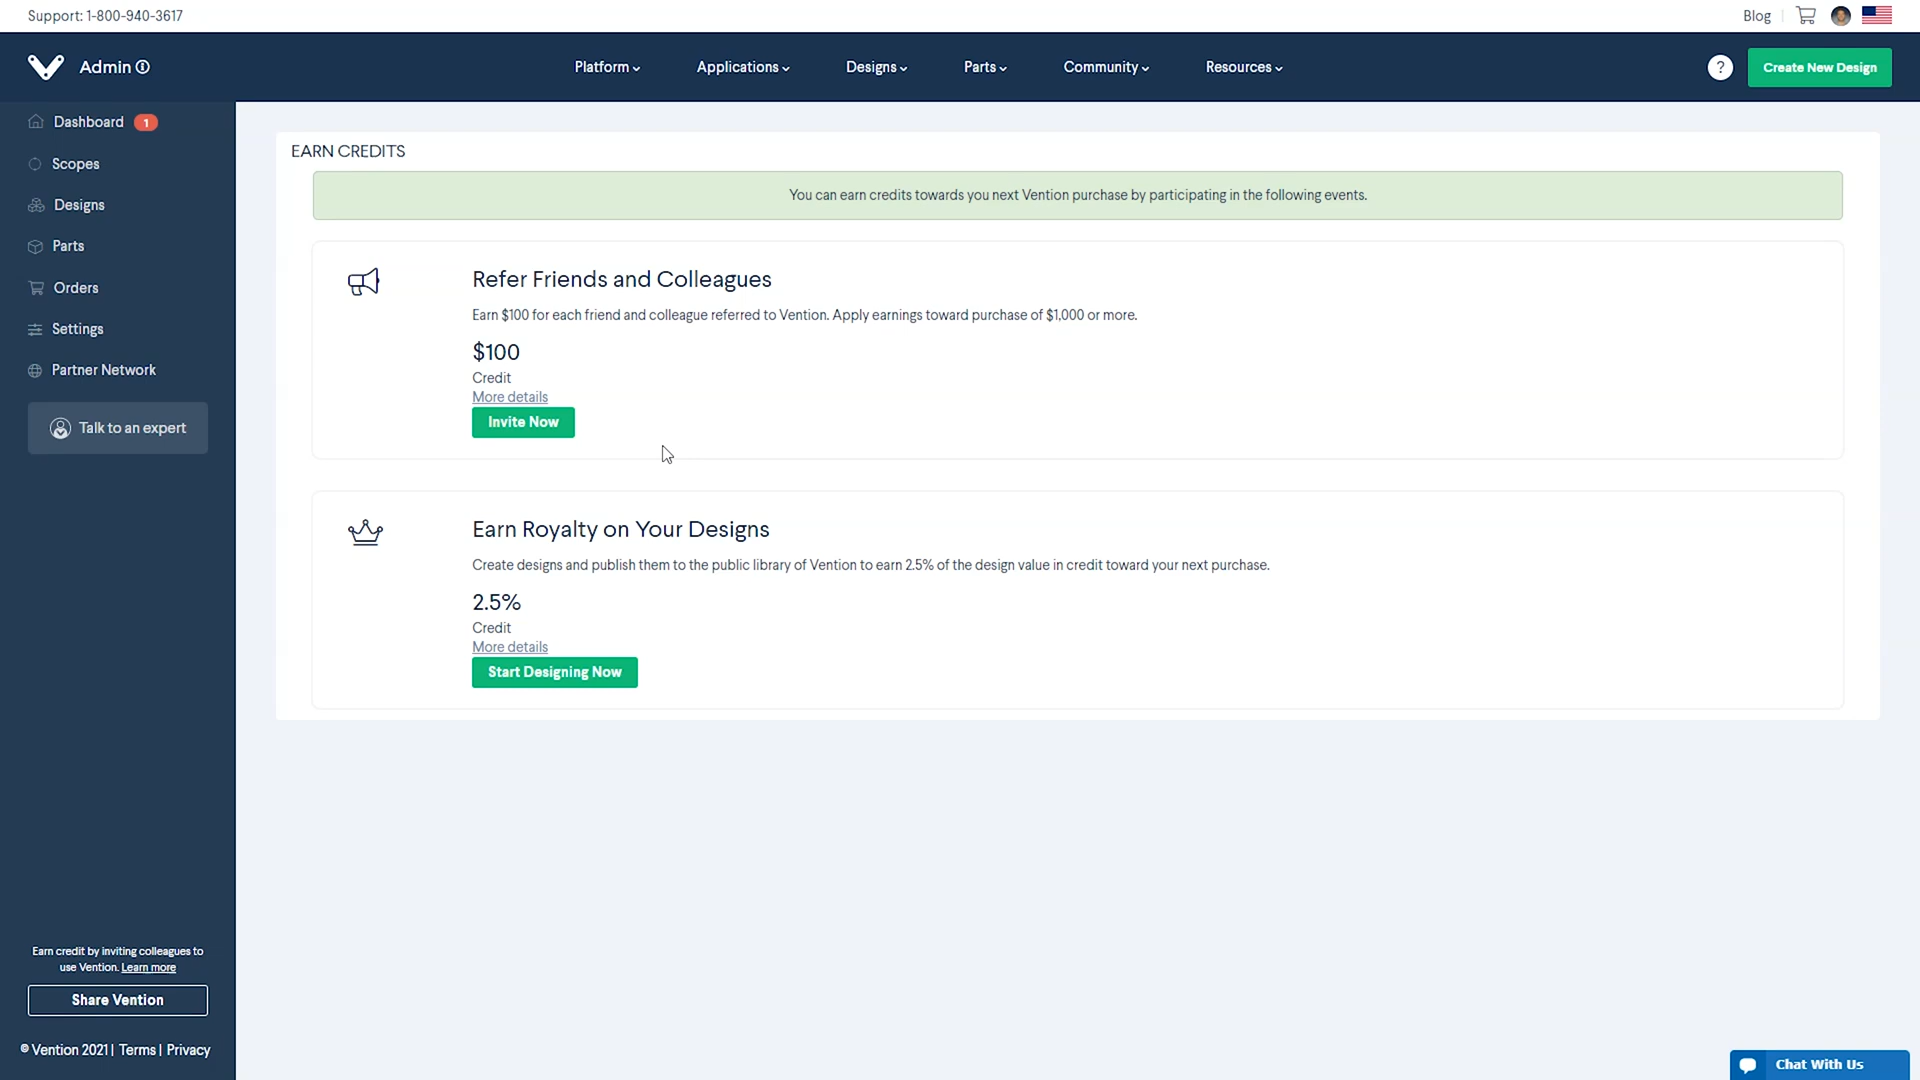 Support: 1-800-940-3617
Blog
Admin
Platform
Applications
Designs
Parts
Community
Resources
?
Create New Design
Dashboard 1
Scopes
Designs
Parts
Orders
Settings
Partner Network
Talk to an expert
EARN CREDITS
You can earn credits towards you next Vention purchase by participating in the following events.
Refer Friends and Colleagues
Earn $100 for each friend and colleague referred to Vention. Apply earnings toward purchase of $1,000 or more.
$100
Credit
More details
Invite Now
Earn Royalty on Your Designs
Create designs and publish them to the public library of Vention to earn 2.5% of the design value in credit toward your next purchase.
2.5%
Credit
More details
Start Designing Now
Earn credit by inviting colleagues to
use Vention. Learn more
Share Vention
© Vention 2021 | Terms | Privacy
Chat With Us